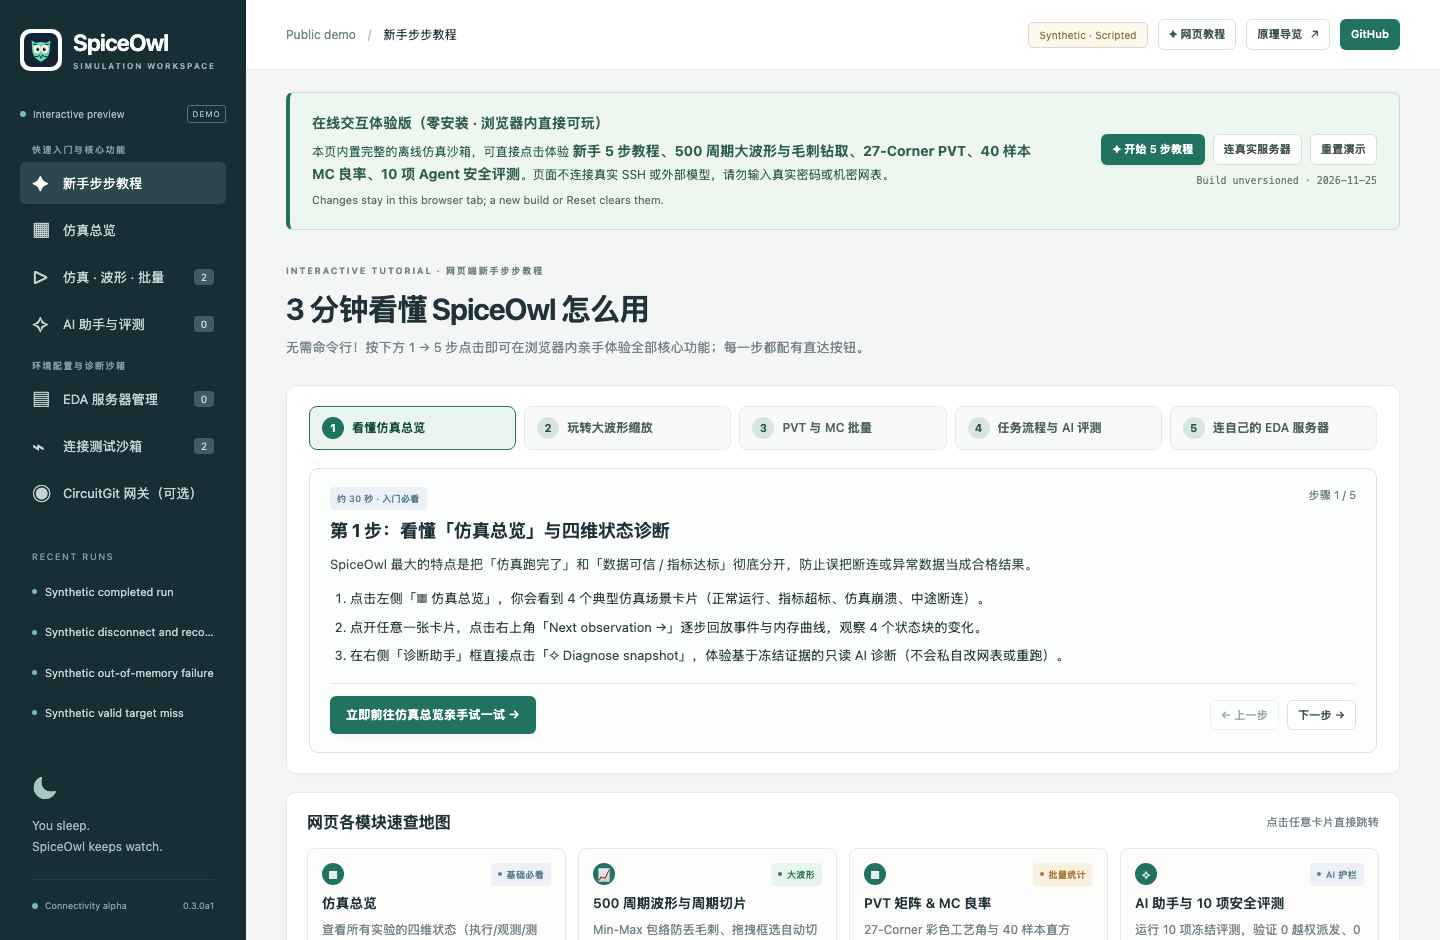 SpiceOwl
SIMULATION WORKSPACE
Interactive preview
DEMO
快速入门与核心功能
新手步步教程
仿真总览
仿真 · 波形 · 批量
2
AI 助手与评测
0
环境配置与诊断沙箱
EDA 服务器管理
0
连接测试沙箱
2
CircuitGit 网关（可选）
RECENT RUNS
Synthetic completed run
Synthetic disconnect and reco...
Synthetic out-of-memory failure
Synthetic valid target miss
You sleep.
SpiceOwl keeps watch.
Connectivity alpha
0.3.0a1
Public demo / 新手步步教程
Synthetic · Scripted
✦ 网页教程
原理导览 ↗
GitHub
在线交互体验版（零安装 · 浏览器内直接可玩）
本页内置完整的离线仿真沙箱，可直接点击体验 新手 5 步教程、500 周期大波形与毛刺钻取、27-Corner PVT、40 样本
MC 良率、10 项 Agent 安全评测。页面不连接真实 SSH 或外部模型，请勿输入真实密码或机密网表。
Changes stay in this browser tab; a new build or Reset clears them.
✦ 开始 5 步教程
连真实服务器
重置演示
Build unversioned · 2026-11-25
INTERACTIVE TUTORIAL · 网页端新手步步教程
3 分钟看懂 SpiceOwl 怎么用
无需命令行！按下方 1 → 5 步点击即可在浏览器内亲手体验全部核心功能；每一步都配有直达按钮。
1 看懂仿真总览
2 玩转大波形缩放
3 PVT 与 MC 批量
4 任务流程与 AI 评测
5 连自己的 EDA 服务器
约 30 秒 · 入门必看
步骤 1 / 5
第 1 步：看懂「仿真总览」与四维状态诊断
SpiceOwl 最大的特点是把「仿真跑完了」和「数据可信 / 指标达标」彻底分开，防止误把断连或异常数据当成合格结果。
1. 点击左侧「▦ 仿真总览」，你会看到 4 个典型仿真场景卡片（正常运行、指标超标、仿真崩溃、中途断连）。
2. 点开任意一张卡片，点击右上角「Next observation →」逐步回放事件与内存曲线，观察 4 个状态块的变化。
3. 在右侧「诊断助手」框直接点击「✧ Diagnose snapshot」，体验基于冻结证据的只读 AI 诊断（不会私自改网表或重跑）。
立即前往仿真总览亲手试一试 →
← 上一步
下一步 →
网页各模块速查地图
点击任意卡片直接跳转
• 基础必看
仿真总览
查看所有实验的四维状态（执行/观测/测
• 大波形
500 周期波形与周期切片
Min-Max 包络防丢毛刺、拖拽框选自动切
• 批量统计
PVT 矩阵 & MC 良率
27-Corner 彩色工艺角与 40 样本直方
• AI 护栏
AI 助手与 10 项安全评测
运行 10 项冻结评测，验证 0 越权派发、0